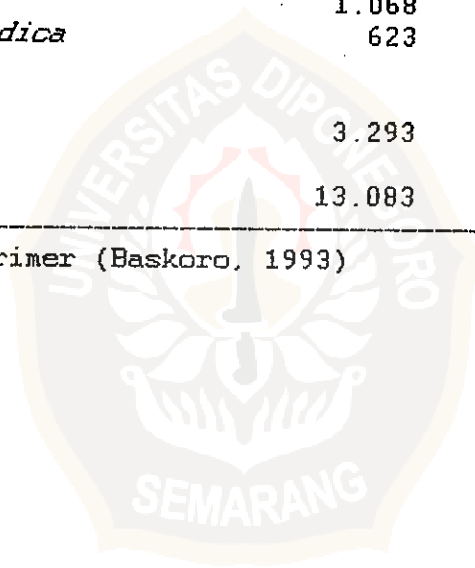 1.068
dica 623
3.293
13.083
rimer (Baskoro, 1993)
UNIVERSITAS DIPONEGORO
SEMARANG